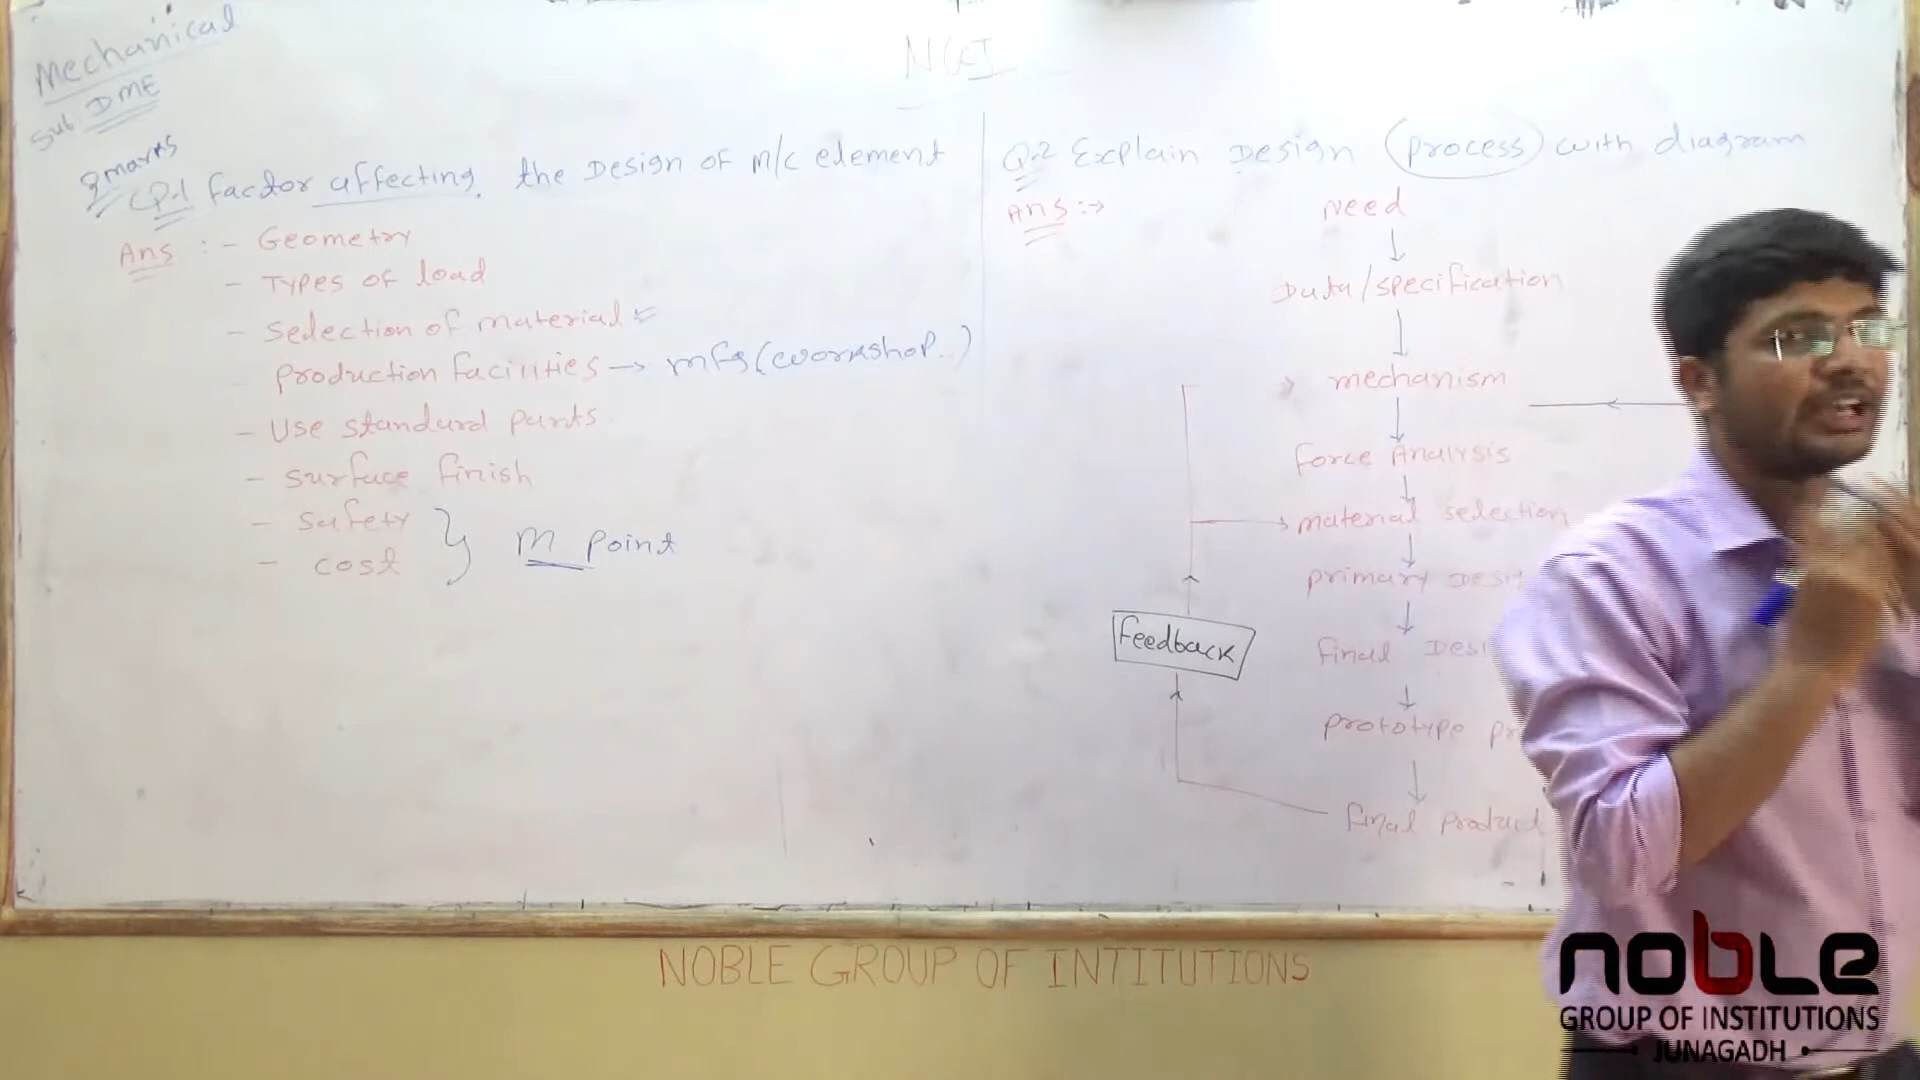 Mechanical
Sub DME
NGI
Q-1 factor affecting the Design of m/c element
Ans :- Geometry
- Types of load
- Selection of material
- production facilities → mfg (workshop..)
- Use standard parts
- surface finish
- safety
- cost
M point
Q-2 Explain Design (process) with diagram
Ans :→
Need
Data/specification
mechanism
force Analysis
material selection
primary
final
prototype
final product
Feedback
NOBLE GROUP OF INTITUTIONS
noble
GROUP OF INSTITUTIONS
JUNAGADH